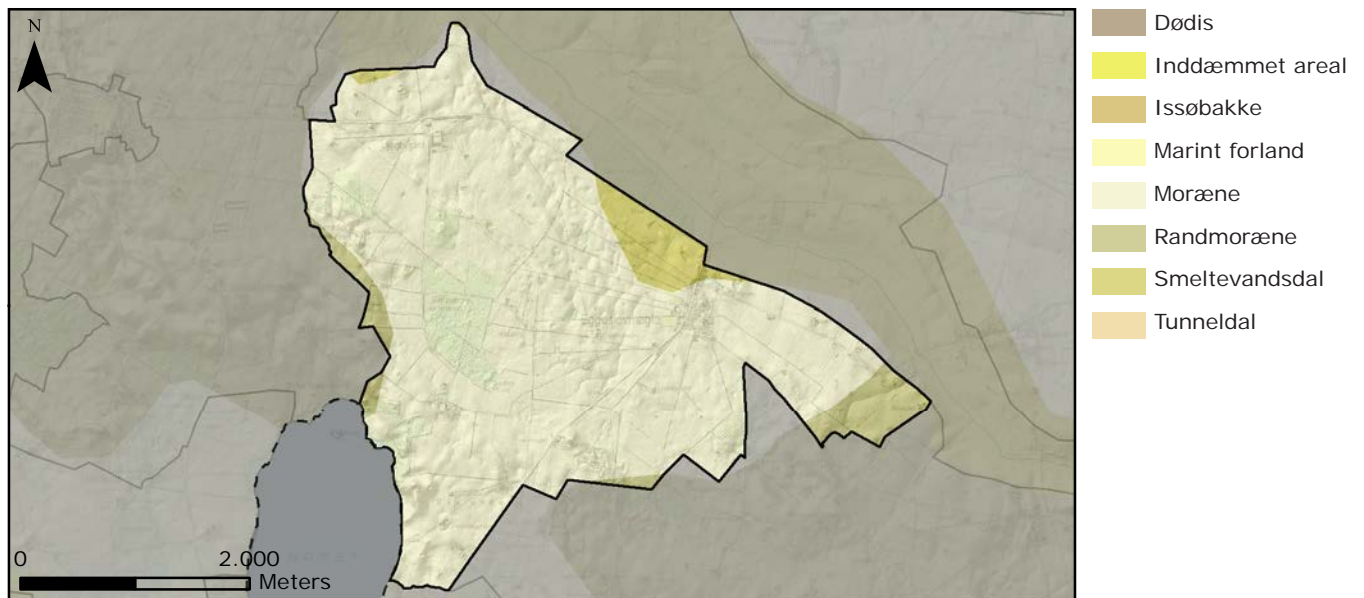 N
0 2.000
Meters
Dødis
Inddæmmet areal
Issøbakke
Marint forland
Moræne
Randmoræne
Smeltevandsdal
Tunneldal